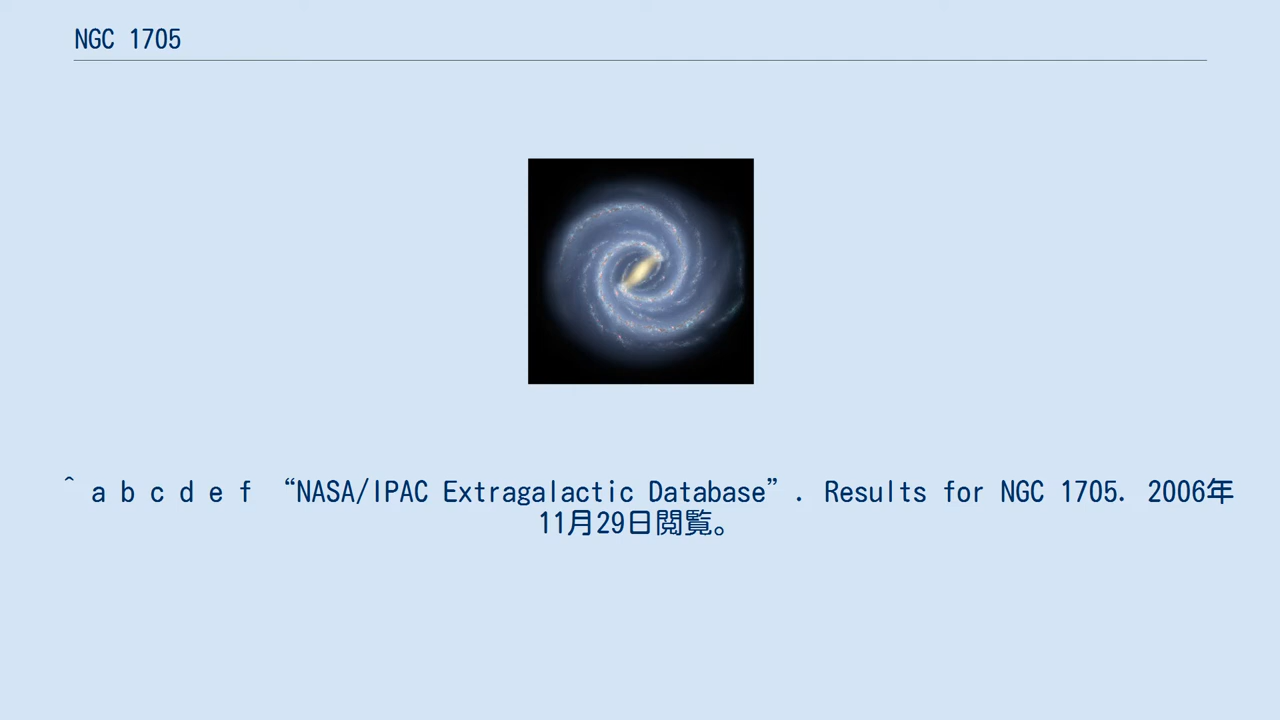 NGC 1705
^ a b c d e f “NASA/IPAC Extragalactic Database”. Results for NGC 1705. 2006年
11月29日閲覧。